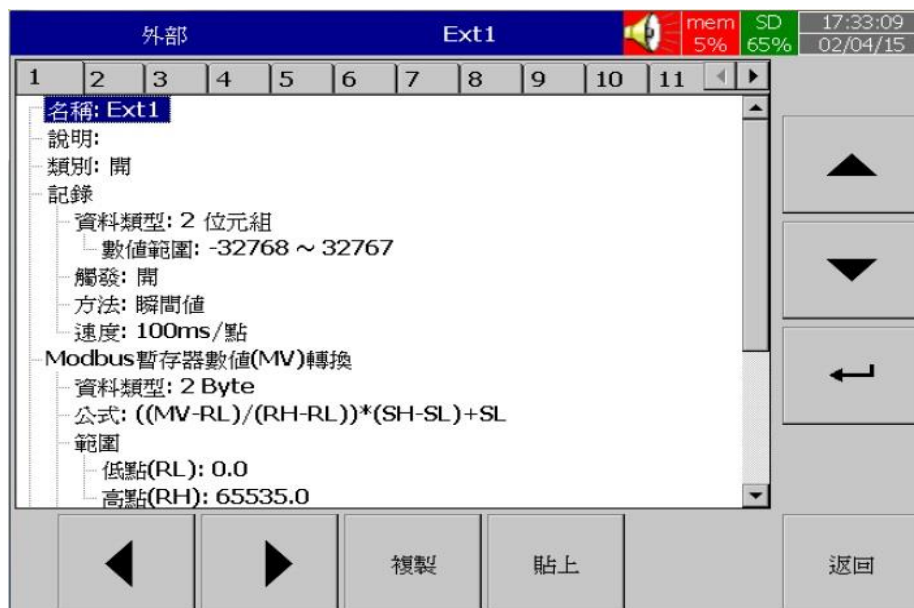 外部 Ext1 mem SD 17:33:09
5% 65% 02/04/15
1 2 3 4 5 6 7 8 9 10 11
名稱: Ext1
說明:
類別: 開
記錄
資料類型: 2 位元組
數值範圍: -32768 ~ 32767
觸發: 開
方法: 瞬間値
速度: 100ms/點
Modbus暫存器數值(MV)轉換
資料類型: 2 Byte
公式: ((MV-RL)/(RH-RL))*(SH-SL)+SL
範圍
低點(RL): 0.0
高點(RH): 65535.0
複製 貼上 返回